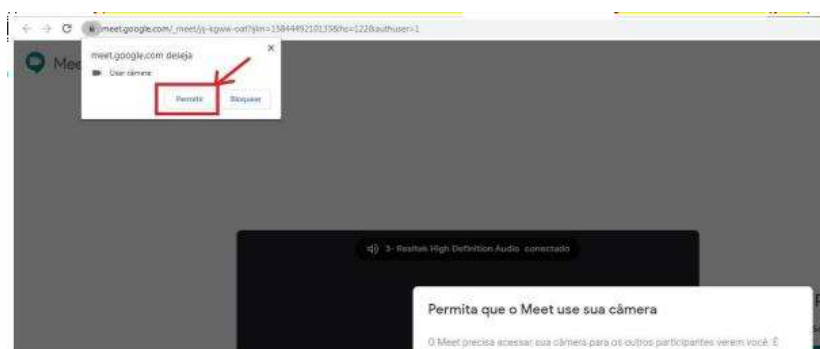 meet.google.com/_meet/jq-kgww-oat?ijlm=1584449210133&hs=122&authuser=1
Meet
meet.google.com deseja
Usar câmera
Permitir
Bloquear
3- Realtek High Definition Audio conectado
Permita que o Meet use sua câmera
O Meet precisa acessar sua câmera para os outros participantes verem você. É